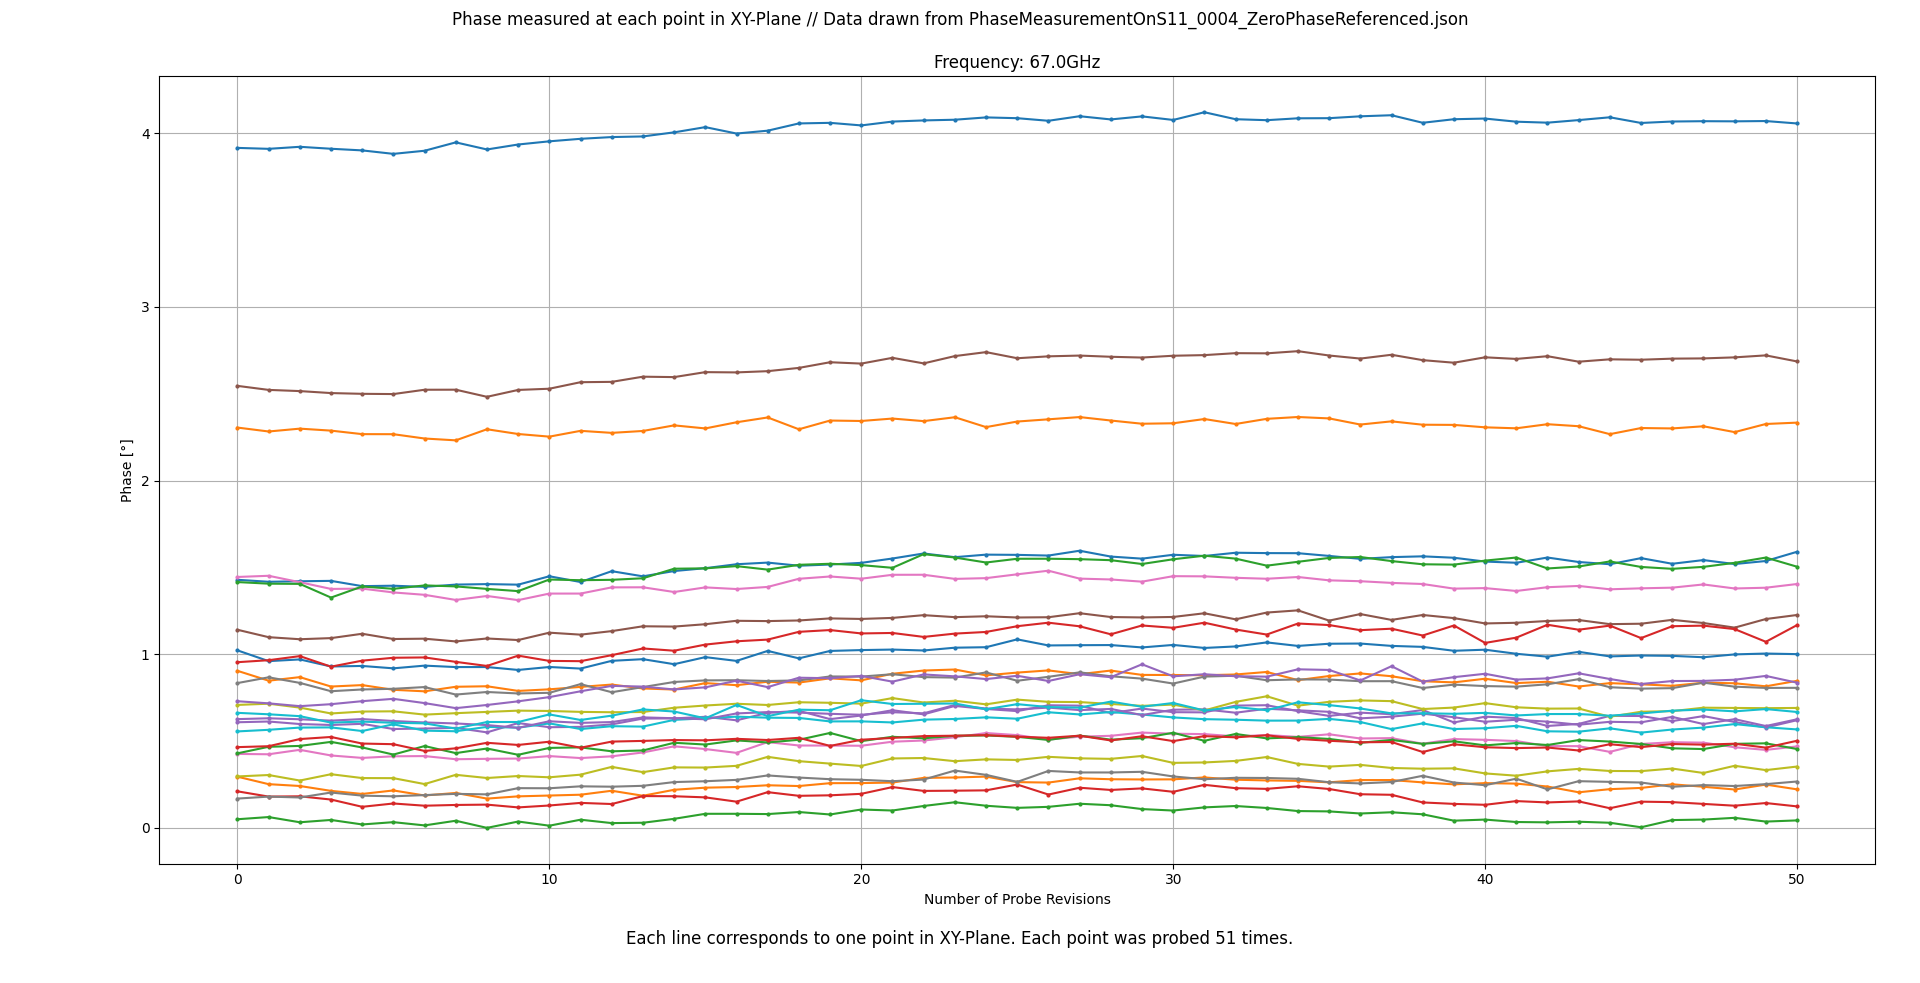 Phase measured at each point in XY-Plane // Data drawn from PhaseMeasurementOnS11_0004_ZeroPhaseReferenced.json
Frequency: 67.0GHz
4
3
2
1
0
Phase [°]
0 10 20 30 40 50
Number of Probe Revisions
Each line corresponds to one point in XY-Plane. Each point was probed 51 times.